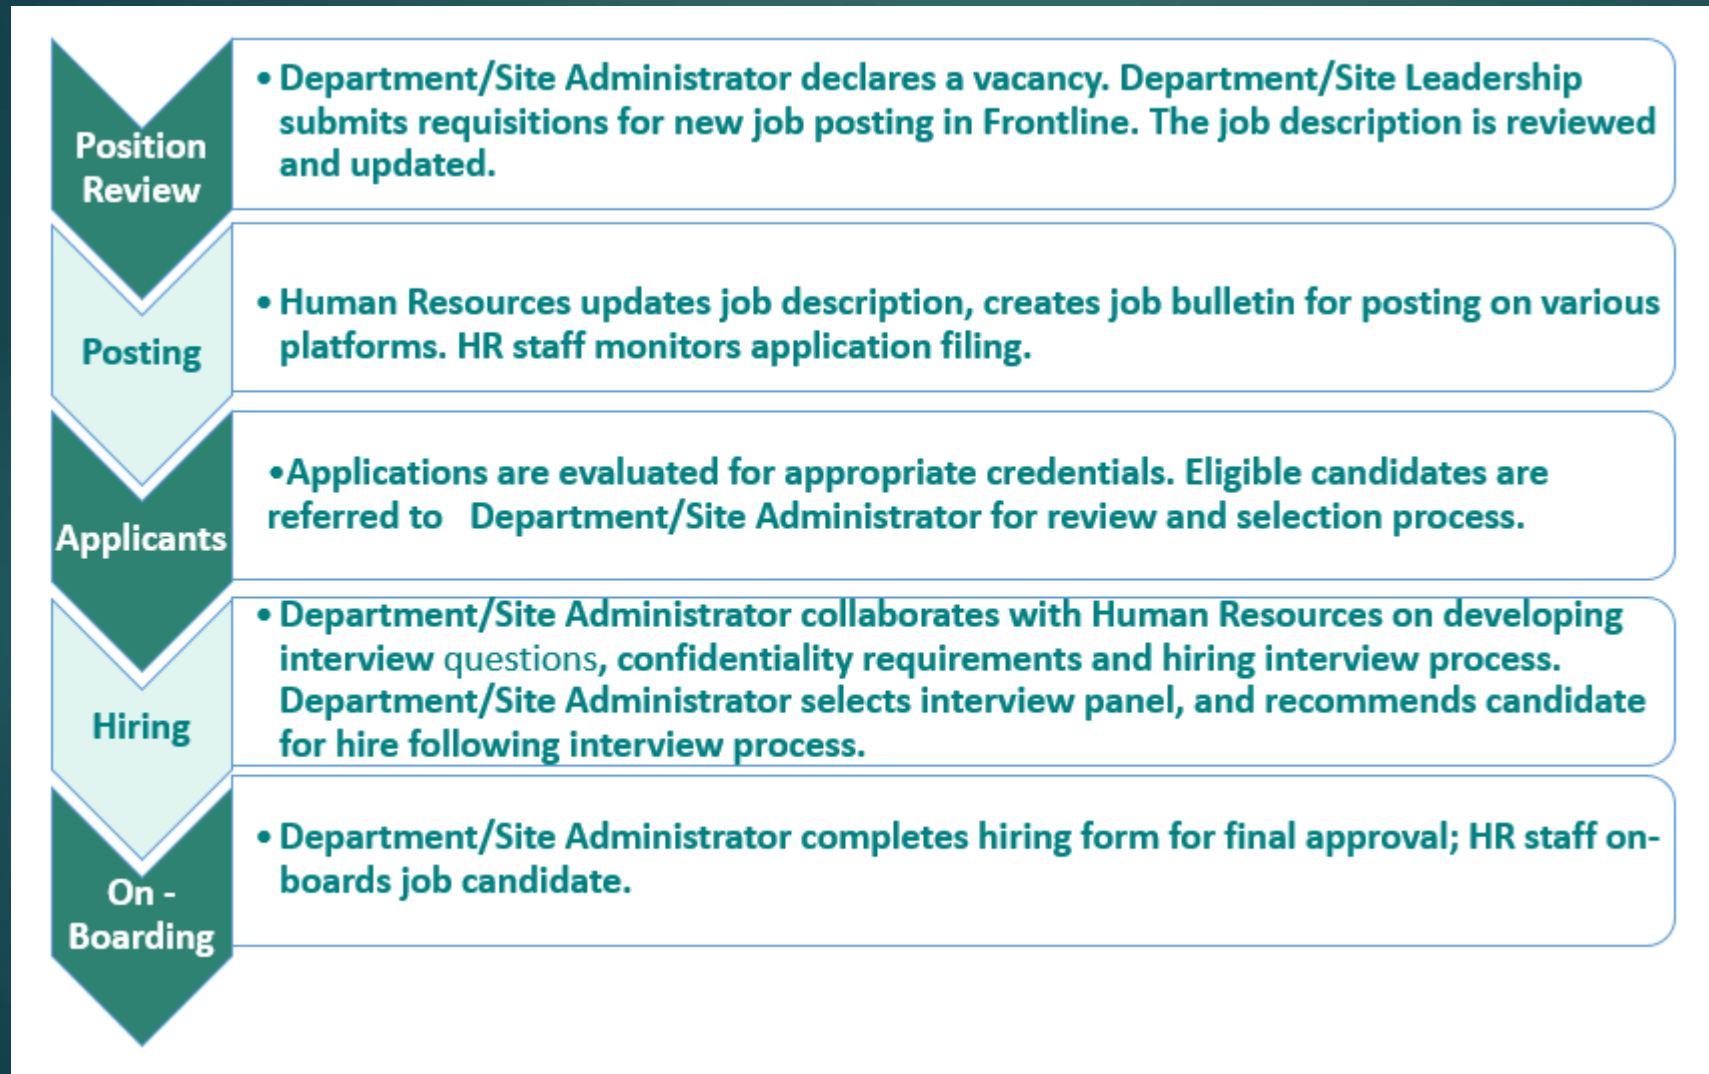 Position
Review
• Department/Site Administrator declares a vacancy. Department/Site Leadership
submits requisitions for new job posting in Frontline. The job description is reviewed
and updated.
Posting
• Human Resources updates job description, creates job bulletin for posting on various
platforms. HR staff monitors application filing.
Applicants
•Applications are evaluated for appropriate credentials. Eligible candidates are
referred to   Department/Site Administrator for review and selection process.
Hiring
• Department/Site Administrator collaborates with Human Resources on developing
interview questions, confidentiality requirements and hiring interview process.
Department/Site Administrator selects interview panel, and recommends candidate
for hire following interview process.
On -
Boarding
• Department/Site Administrator completes hiring form for final approval; HR staff on-
boards job candidate.